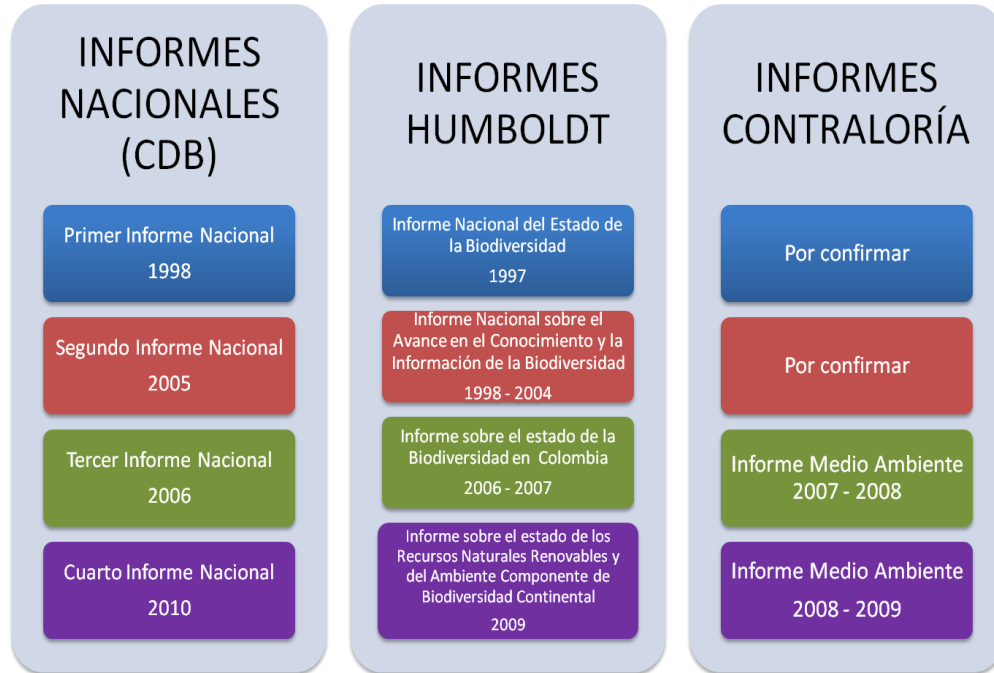 INFORMES
NACIONALES
(CDB)
Primer Informe Nacional
1998
Segundo Informe Nacional
2005
Tercer Informe Nacional
2006
Cuarto Informe Nacional
2010
INFORMES
HUMBOLDT
Informe Nacional del Estado de
la Biodiversidad
1997
Informe Nacional sobre el
Avance en el Conocimiento y la
Información de la Biodiversidad
1998 - 2004
Informe sobre el estado de la
Biodiversidad en Colombia
2006 - 2007
Informe sobre el estado de los
Recursos Naturales Renovables y
del Ambiente Componente de
Biodiversidad Continental
2009
INFORMES
CONTRALORÍA
Por confirmar
Por confirmar
Informe Medio Ambiente
2007 - 2008
Informe Medio Ambiente
2008 - 2009